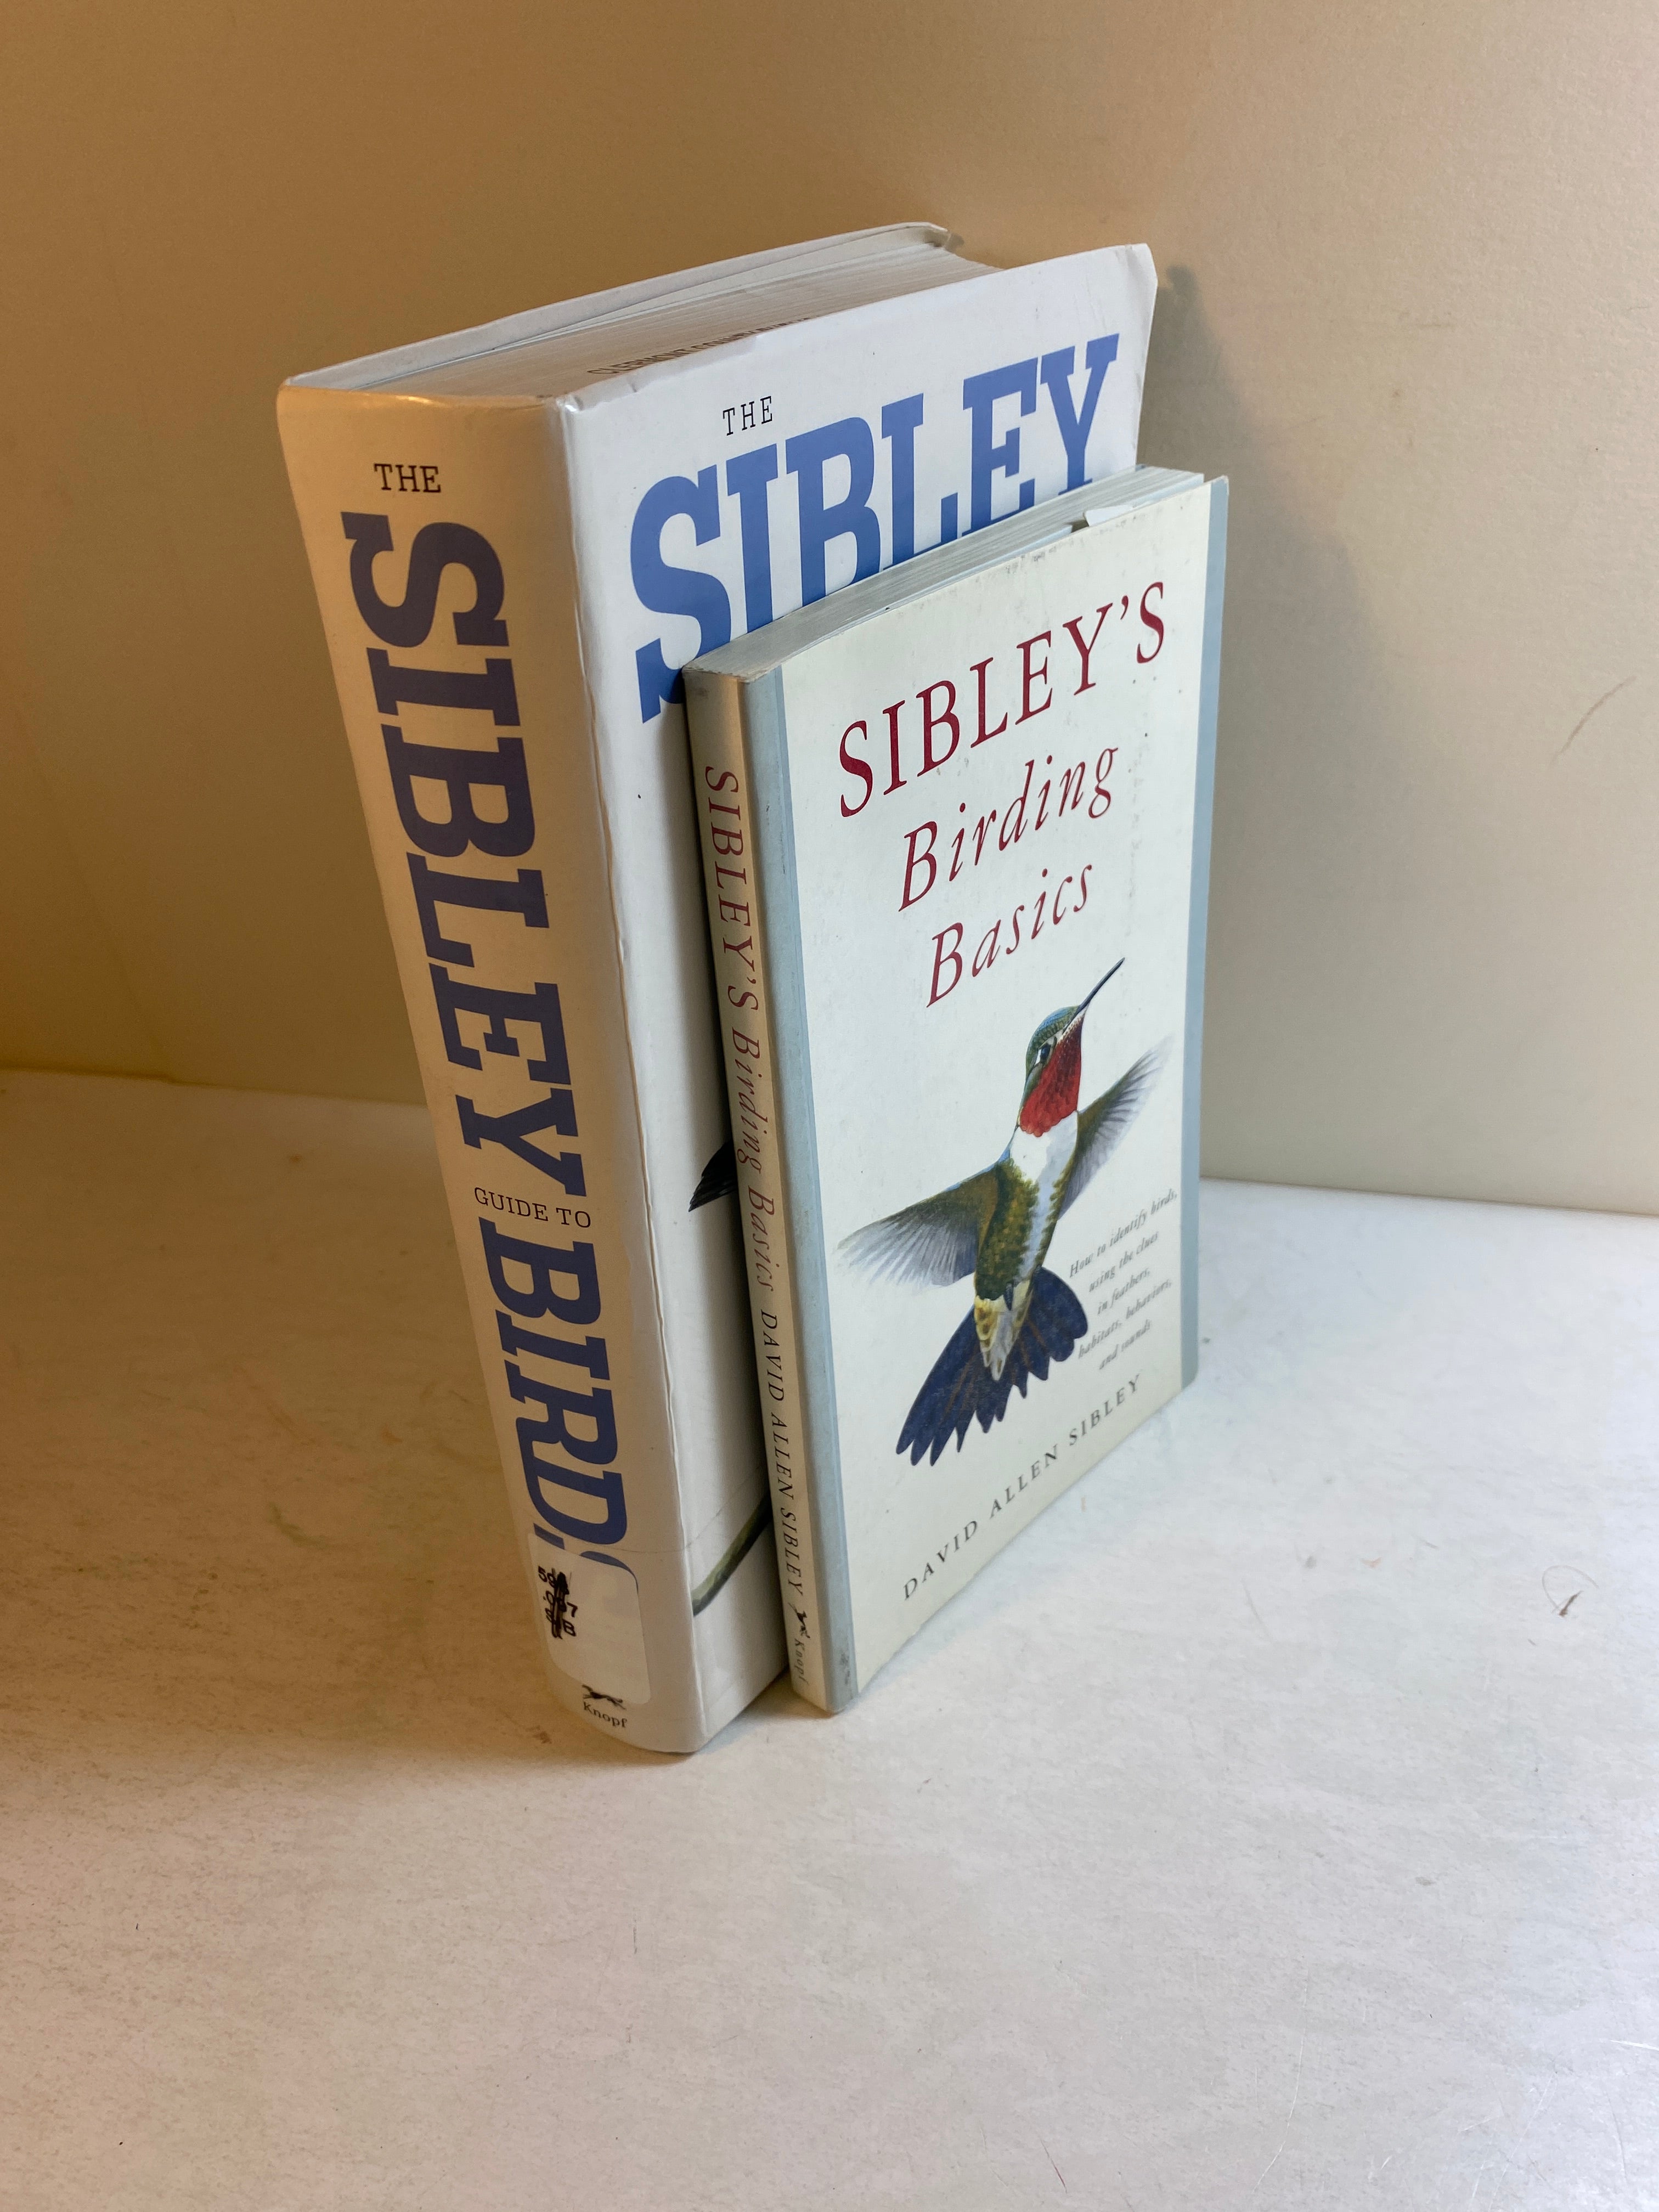 THE
SIBLEY
GUIDE TO
BIRDS
Knopf
THE
SIBLEY
SIBLEY'S Birding Basics DAVID ALLEN SIBLEY Knopf
SIBLEY'S
Birding
Basics
How to identify birds,
using the clues
in feathers,
habitats, behaviors,
and sounds
DAVID ALLEN SIBLEY